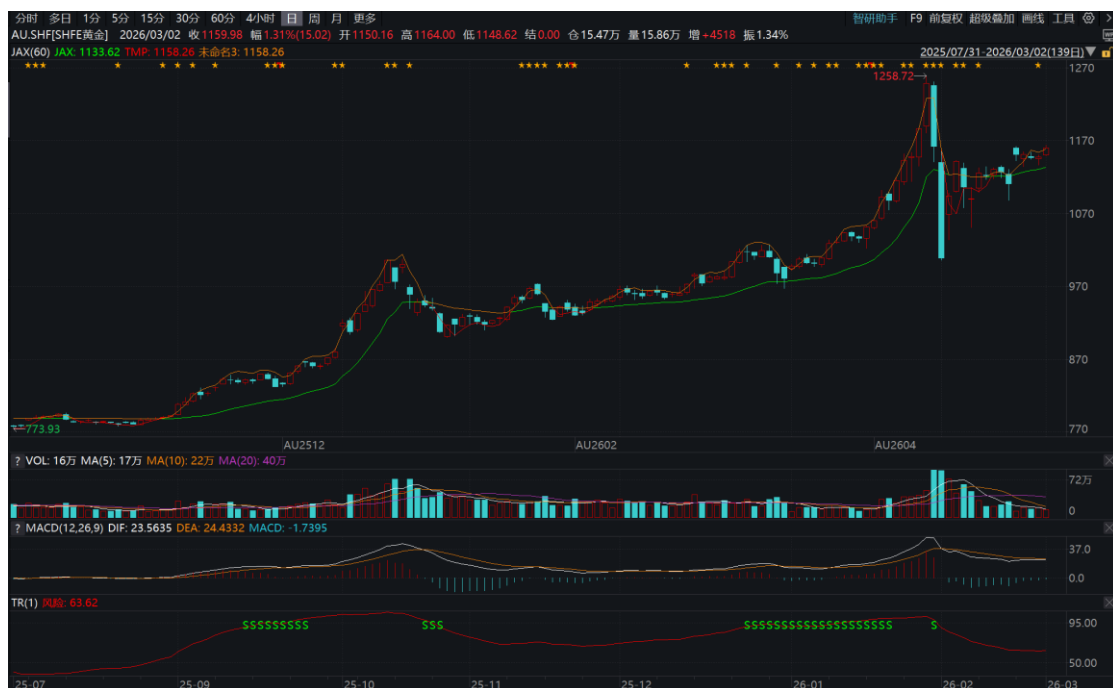 分时 多日 1分 5分 15分 30分 60分 4小时 日 周 月 更多 智研助手 F9 前复权 超级叠加 画线 工具
AU.SHF[SHFE黄金] 2026/03/02 收1159.98 幅1.31%(15.02) 开1150.16 高1164.00 低1148.62 结0.00 仓15.47万 量15.86万 增+4518 振1.34%
JAX(60) JAX: 1133.62 TMP: 1158.26 未命名3: 1158.26 2025/07/31-2026/03/02(139日)
1270
1258.72
1170
1070
970
870
770
773.93
AU2512 AU2602 AU2604
? VOL: 16万 MA(5): 17万 MA(10): 22万 MA(20): 40万
72万
0
? MACD(12,26,9) DIF: 23.5635 DEA: 24.4332 MACD: -1.7395
37.0
0.0
TR(1) 风险: 63.62
SSSSSSSSS SSS SSSSSSSSSSSSSSSSSSSS S 95.00
50.00
25-07 25-09 25-10 25-11 25-12 26-01 26-02 26-03